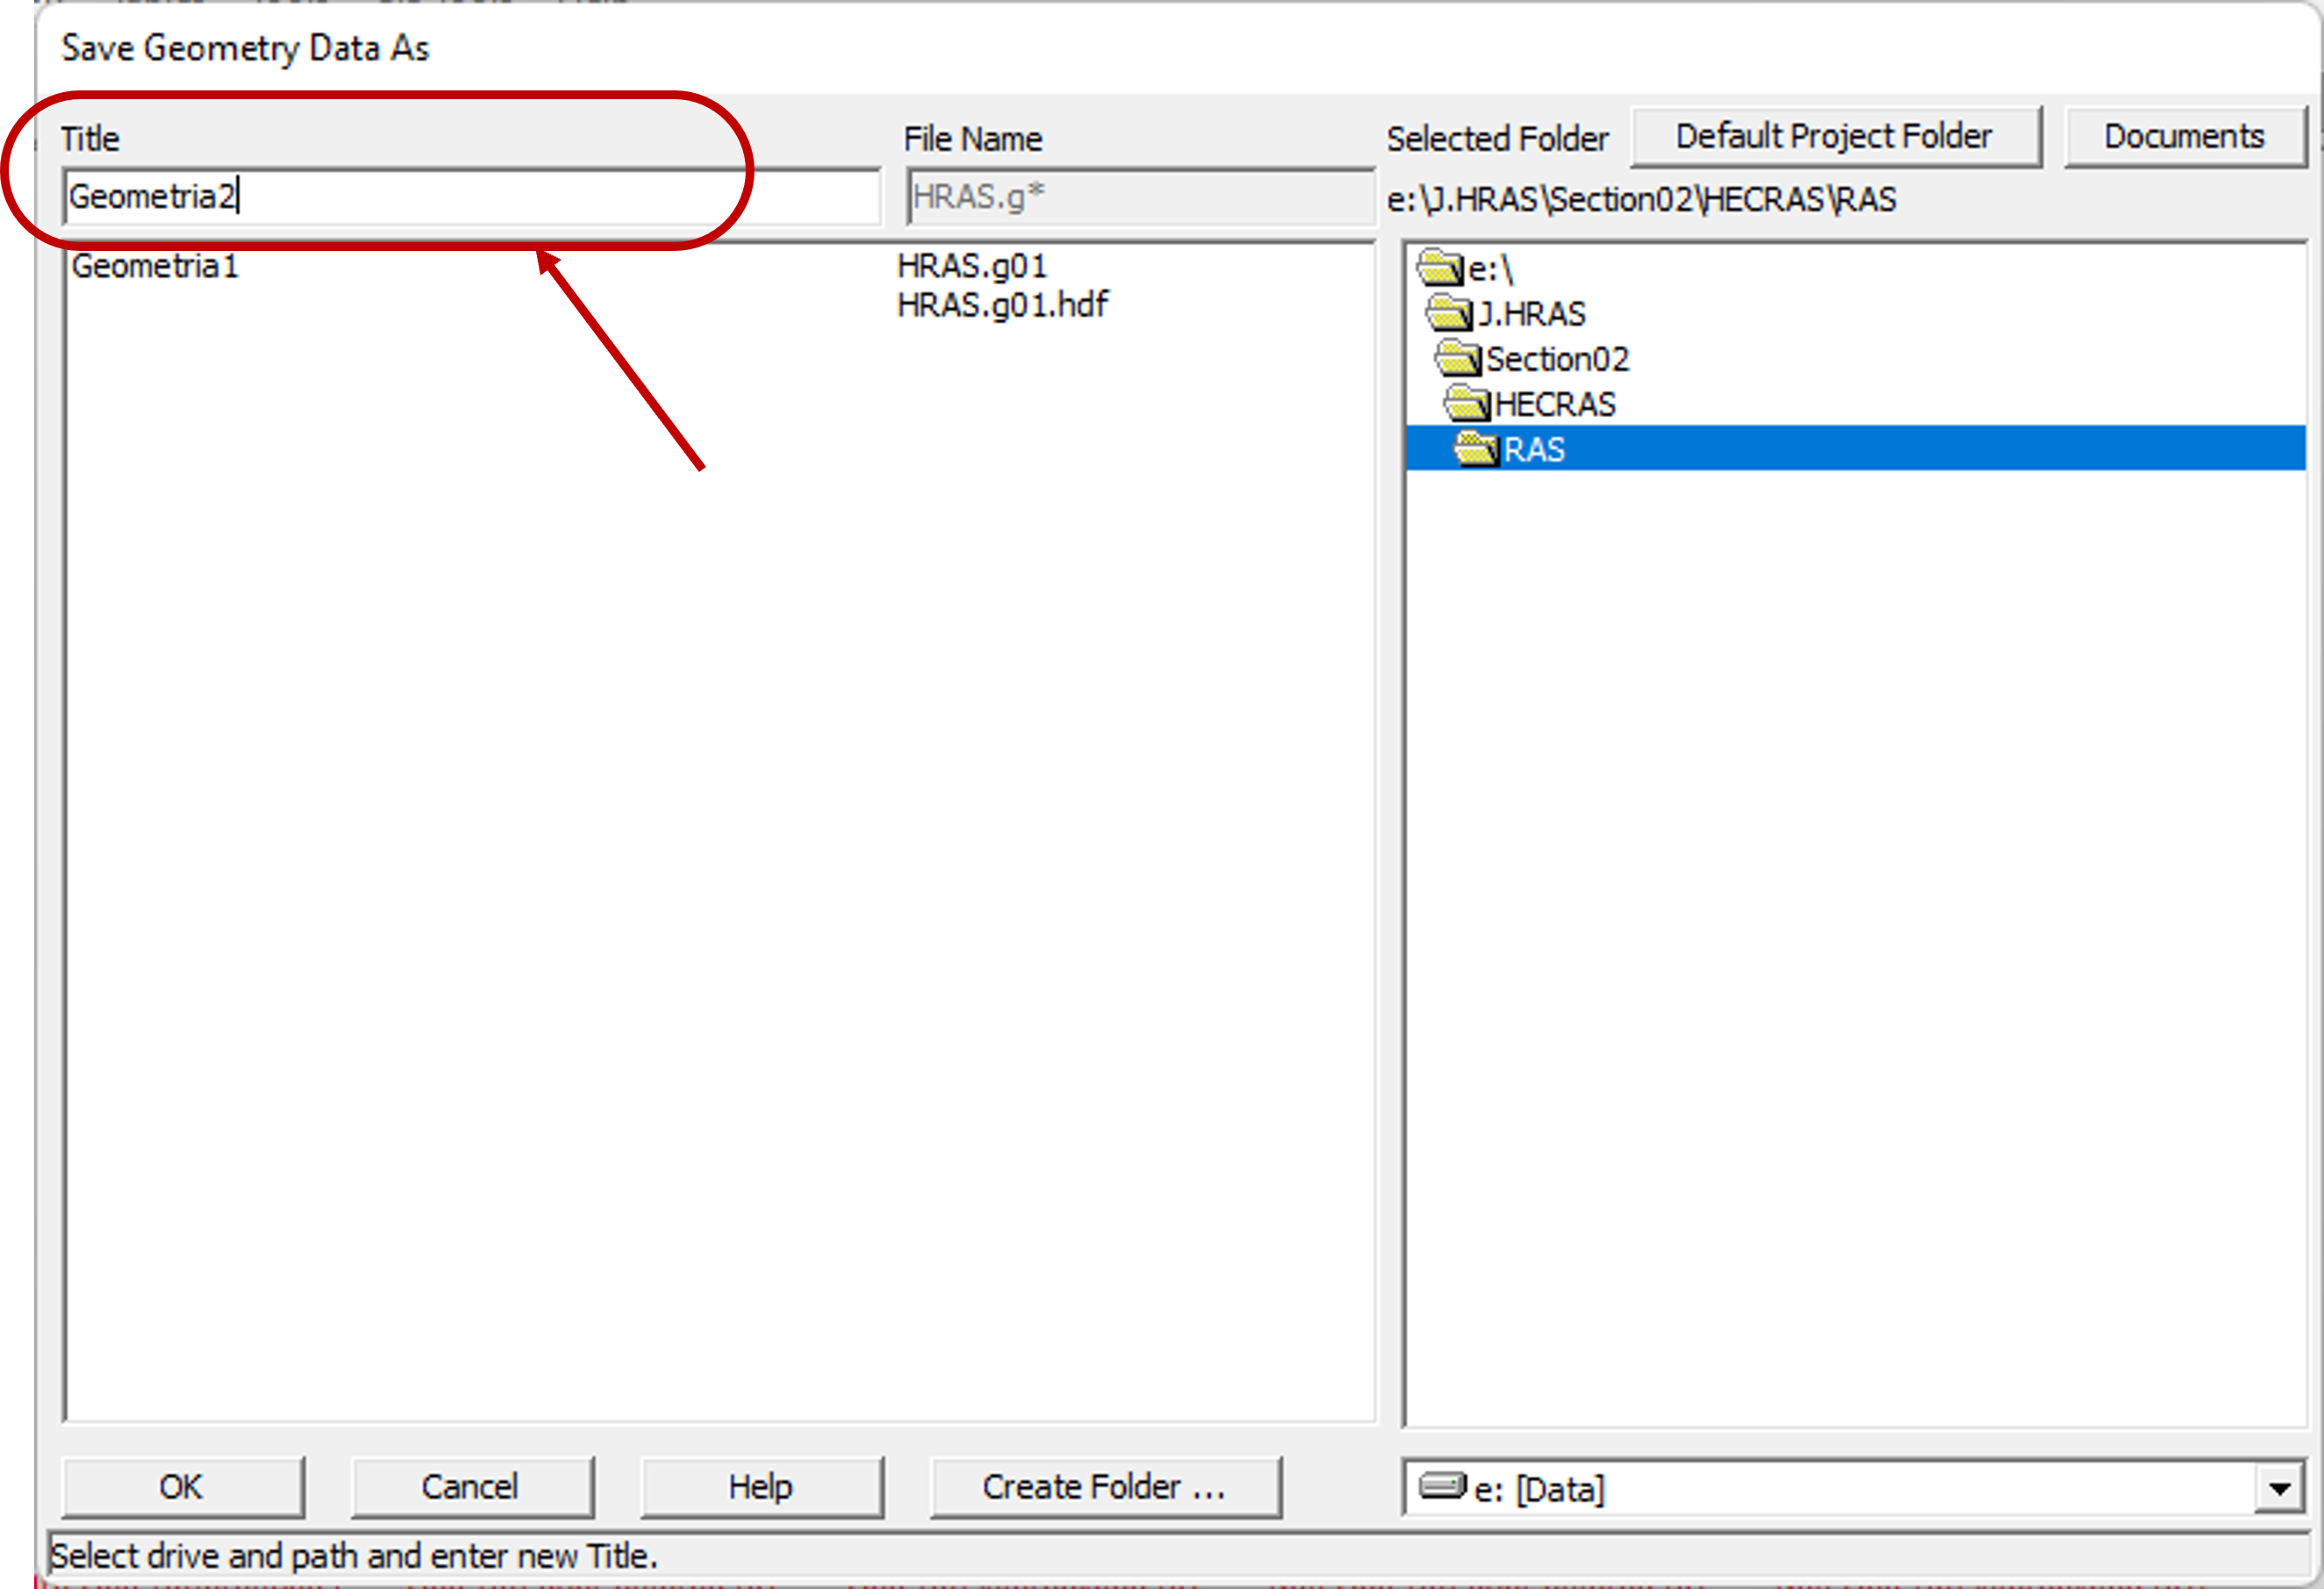 Save Geometry Data As
Title File Name Selected Folder Default Project Folder Documents
Geometria2 HRAS.g* e:\J.HRAS\Section02\HECRAS\RAS
Geometria1 HRAS.g01 e:\
HRAS.g01.hdf J.HRAS
Section02
HECRAS
RAS
OK Cancel Help Create Folder ... e: [Data]
Select drive and path and enter new Title.